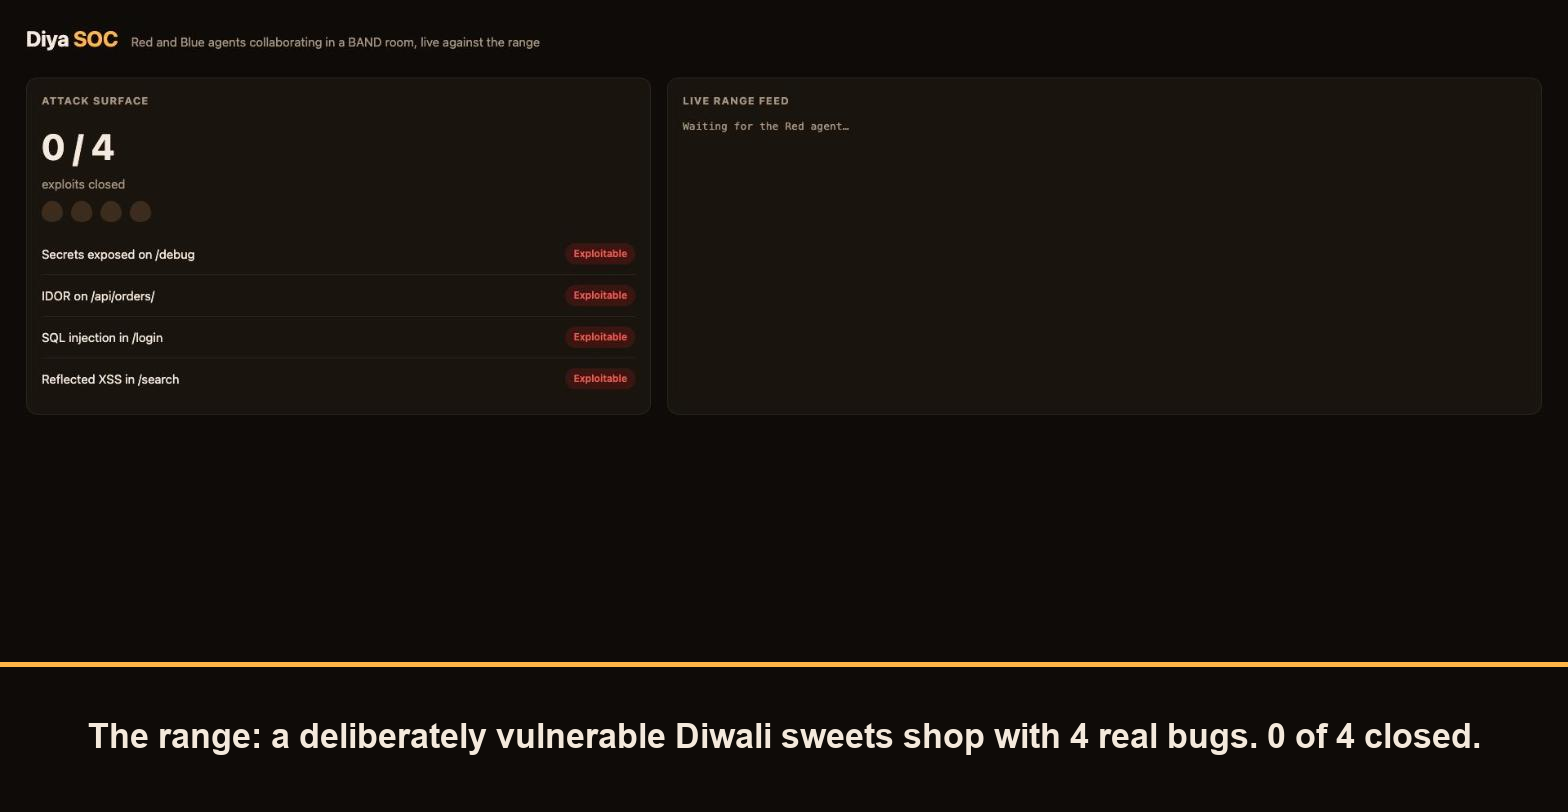 Diya SOC Red and Blue agents collaborating in a BAND room, live against the range
ATTACK SURFACE
0 / 4
exploits closed
Secrets exposed on /debug Exploitable
IDOR on /api/orders/ Exploitable
SQL injection in /login Exploitable
Reflected XSS in /search Exploitable
LIVE RANGE FEED
Waiting for the Red agent…
The range: a deliberately vulnerable Diwali sweets shop with 4 real bugs. 0 of 4 closed.